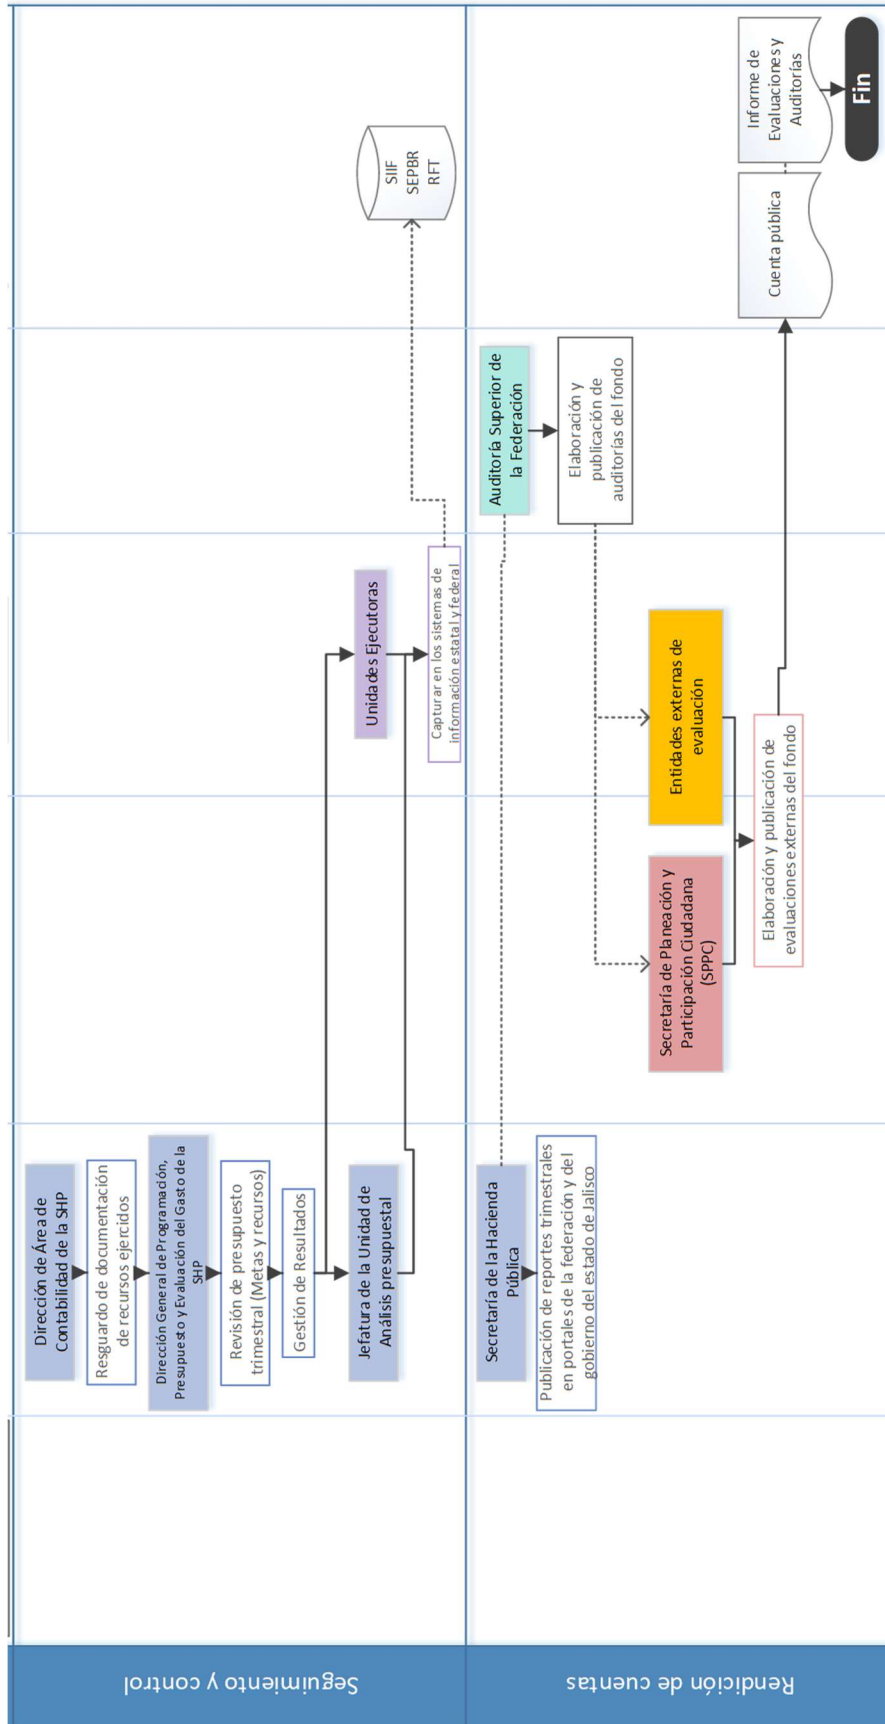 Seguimiento y control
Dirección de Área de
Contabilidad de la SHP
Resguardo de documentación
de recursos ejercidos
Dirección General de Programación,
Presupuesto y Evaluación del Gasto de la
SHP
Revisión de presupuesto
trimestral (Metas y recursos)
Gestión de Resultados
Jefatura de la Unidad de
Análisis presupuestal
Unidades Ejecutoras
Capturar en los sistemas de
información estatal y federal
SIIF
SEPBR
RFT
Rendición de cuentas
Secretaría de la Hacienda
Pública
Publicación de reportes trimestrales
en portales de la federación y del
gobierno del estado de Jalisco
Auditoría Superior de
la Federación
Elaboración y
publicación de
auditorías del fondo
Secretaría de Planeación y
Participación Ciudadana
(SPPC)
Entidades externas de
evaluación
Elaboración y publicación de
evaluaciones externas del fondo
Cuenta pública
Informe de
Evaluaciones y
Auditorías
Fin